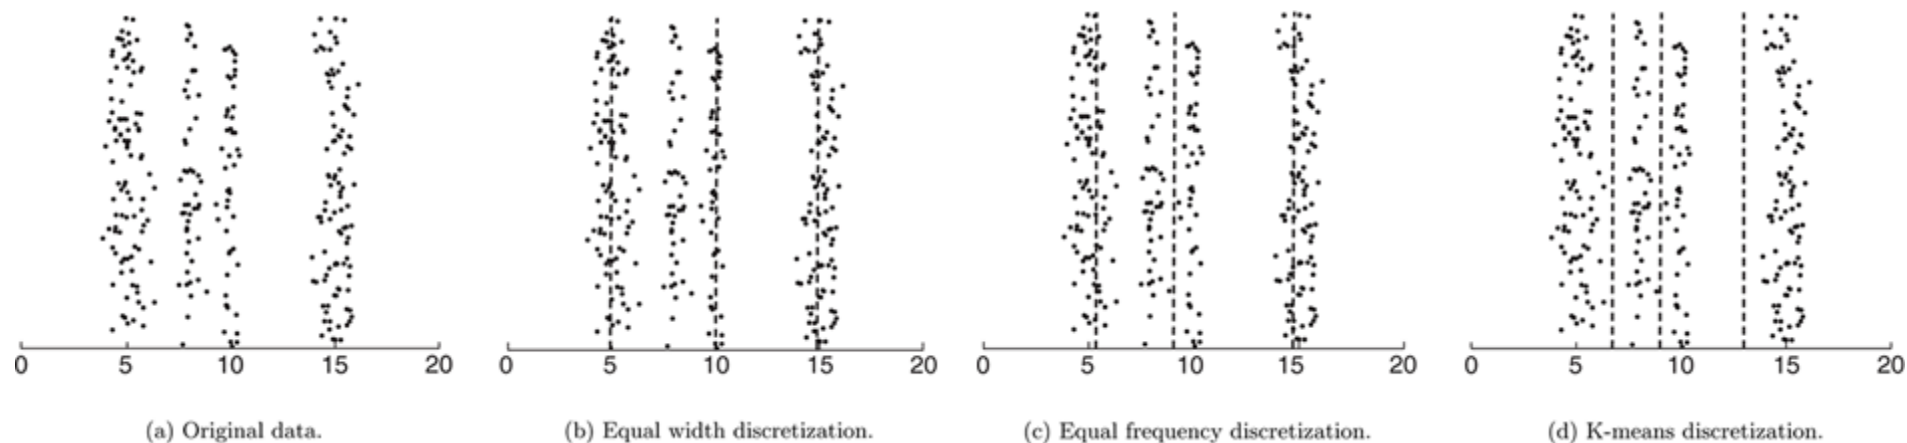 0 5 10 15 20 0 5 10 15 20 0 5 10 15 20 0 5 10 15 20
(a) Original data. (b) Equal width discretization. (c) Equal frequency discretization. (d) K-means discretization.